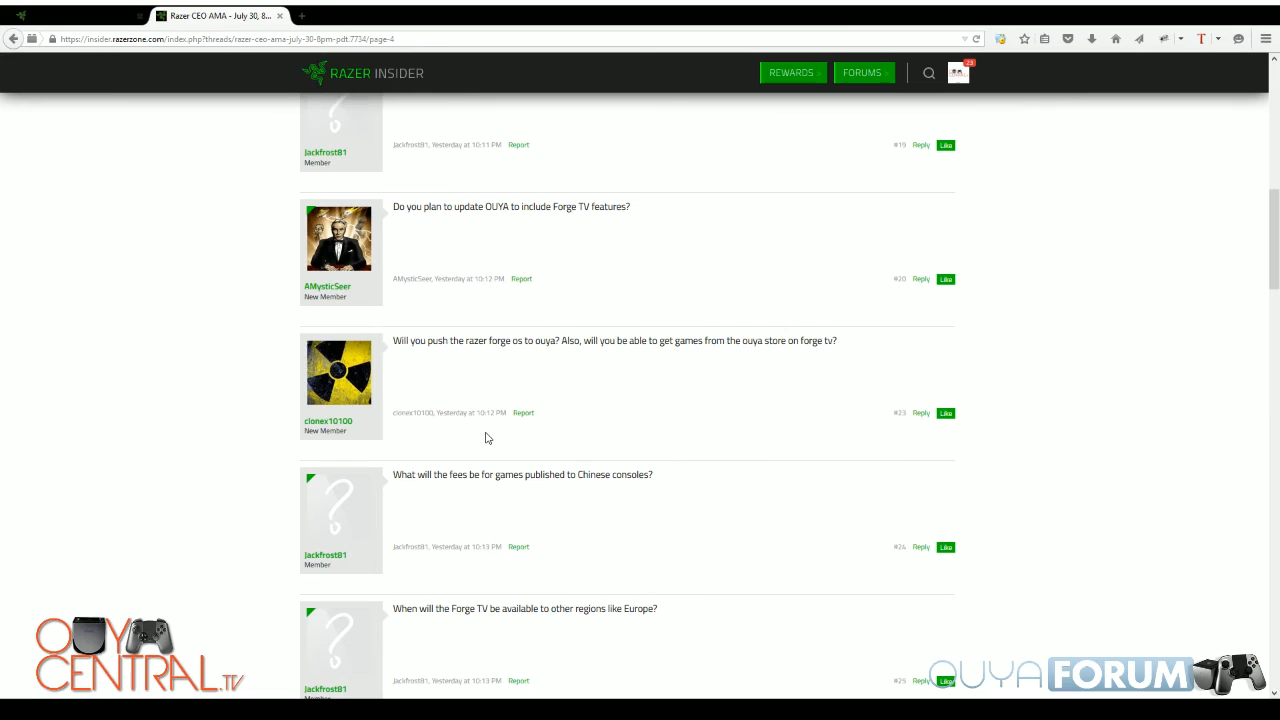 Razer CEO AMA - July 30, 8...
https://insider.razerzone.com/index.php?threads/razer-ceo-ama-july-30-8pm-pdt.7734/page-4
RAZER INSIDER
REWARDS
FORUMS
23
Jackfrost81
Member
Jackfrost81, Yesterday at 10:11 PM Report
#19 Reply Like
Do you plan to update OUYA to include Forge TV features?
AMysticSeer
New Member
AMysticSeer, Yesterday at 10:12 PM Report
#20 Reply Like
Will you push the razer forge os to ouya? Also, will you be able to get games from the ouya store on forge tv?
clonex10100
New Member
clonex10100, Yesterday at 10:12 PM Report
#23 Reply Like
What will the fees be for games published to Chinese consoles?
Jackfrost81
Member
Jackfrost81, Yesterday at 10:13 PM Report
#24 Reply Like
When will the Forge TV be available to other regions like Europe?
Jackfrost81
Jackfrost81, Yesterday at 10:13 PM Report
#25 Reply Like
OUYA
CENTRAL.TV
OUYAFORUM